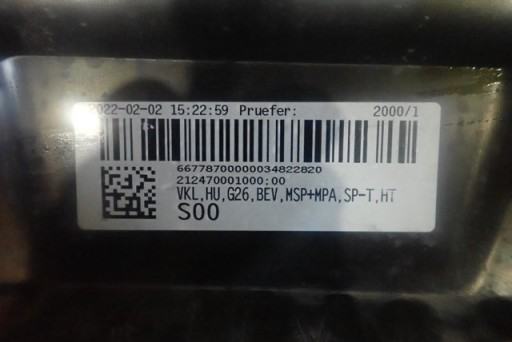 2022-02-02 15:22:59 Pruefer: 2000/1
66778700000034822820
212470001000;00
VKL,HU,G26,BEV,MSP+MPA,SP-T,HT
S00